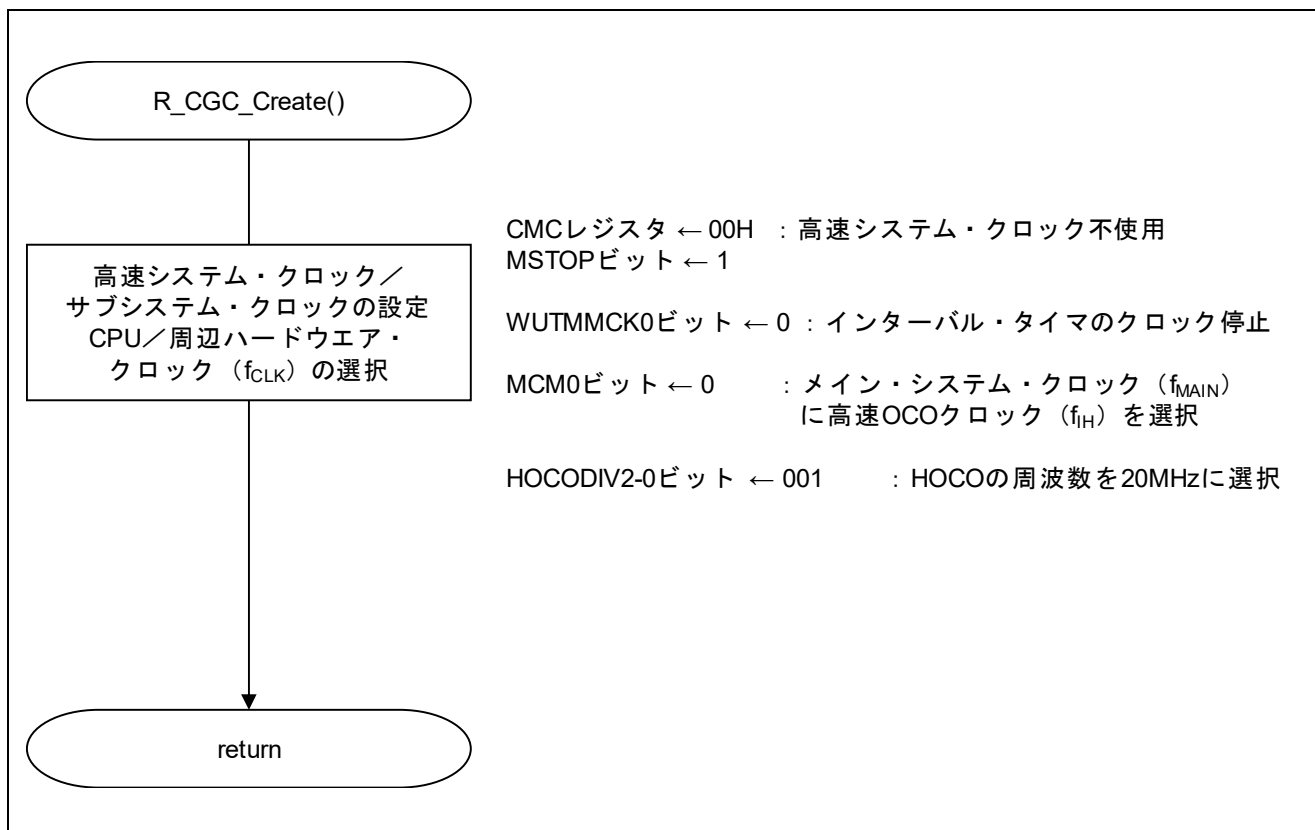 R_CGC_Create()
高速システム・クロック／
サブシステム・クロックの設定
CPU／周辺ハードウエア・
クロック（fCLK）の選択
CMCレジスタ ← 00H ：高速システム・クロック不使用
MSTOPビット ← 1
WUTMMCK0ビット ← 0 ：インターバル・タイマのクロック停止
MCM0ビット ← 0 ：メイン・システム・クロック（fMAIN）
に高速OCOクロック（fIH）を選択
HOCODIV2-0ビット ← 001 ：HOCOの周波数を20MHzに選択
return